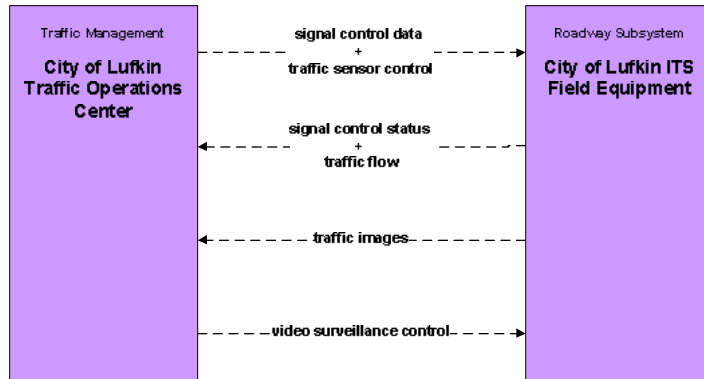 Traffic Management
City of Lufkin
Traffic Operations
Center
signal control data
+
traffic sensor control
Roadway Subsystem
City of Lufkin ITS
Field Equipment
signal control status
+
traffic flow
traffic images
video surveillance control